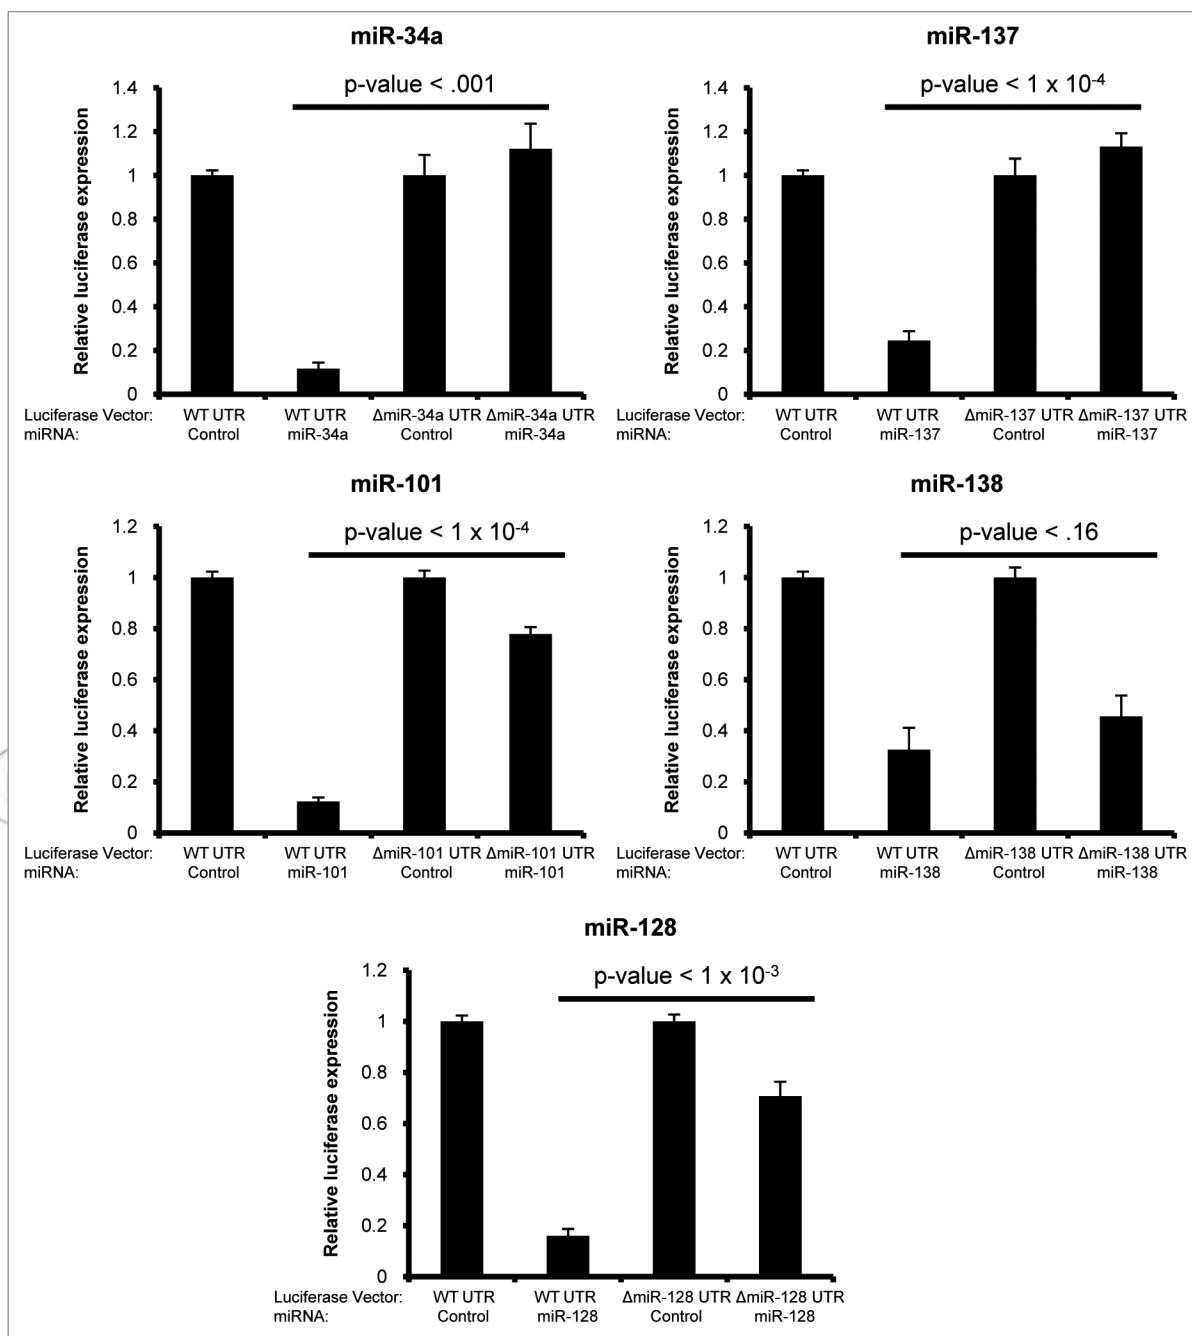 miR-34a
p-value < .001
Relative luciferase expression
1.4
1.2
1
0.8
0.6
0.4
0.2
0
Luciferase Vector: WT UTR WT UTR ΔmiR-34a UTR ΔmiR-34a UTR
miRNA: Control miR-34a Control miR-34a
miR-137
p-value < 1 x 10⁻⁴
Relative luciferase expression
1.4
1.2
1
0.8
0.6
0.4
0.2
0
Luciferase Vector: WT UTR WT UTR ΔmiR-137 UTR ΔmiR-137 UTR
miRNA: Control miR-137 Control miR-137
miR-101
p-value < 1 x 10⁻⁴
Relative luciferase expression
1.2
1
0.8
0.6
0.4
0.2
0
Luciferase Vector: WT UTR WT UTR ΔmiR-101 UTR ΔmiR-101 UTR
miRNA: Control miR-101 Control miR-101
miR-138
p-value < .16
Relative luciferase expression
1.2
1
0.8
0.6
0.4
0.2
0
Luciferase Vector: WT UTR WT UTR ΔmiR-138 UTR ΔmiR-138 UTR
miRNA: Control miR-138 Control miR-138
miR-128
p-value < 1 x 10⁻³
Relative luciferase expression
1.2
1
0.8
0.6
0.4
0.2
0
Luciferase Vector: WT UTR WT UTR ΔmiR-128 UTR ΔmiR-128 UTR
miRNA: Control miR-128 Control miR-128